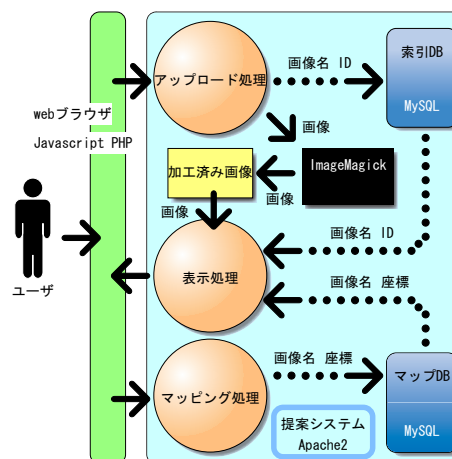 アップロード処理
画像名 ID
索引DB
MySQL
webブラウザ
Javascript PHP
画像
加工済み画像
画像
ImageMagick
画像
画像名 ID
ユーザ
表示処理
画像名 座標
マッピング処理
画像名 座標
マップDB
MySQL
提案システム
Apache2